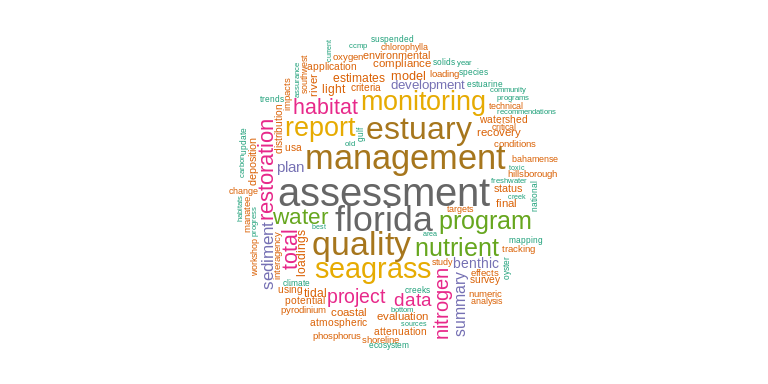 suspended
ccmp chlorophylla
current oxygen environmental
southwest application compliance solids year
assurance river estimates model loading species
impacts light criteria development estuarine
trends habitat monitoring community
programs
technical
recommendations
distribution report estuary watershed
critical
gulf recovery
update usa old conditions
carbon deposition management bahamense
restoration plan toxic
hillsborough
change assessment freshwater status
habitats manatee creek national
water florida targets final
progress best program
sediment total quality area nutrient mapping
interagency tracking
workshop loadings seagrass study benthic oyster
climate effects
using creeks nitrogen summary survey
tidal project data numeric
potential analysis
pyrodinium coastal bottom
evaluation
atmospheric sources
attenuation
phosphorus shoreline
ecosystem